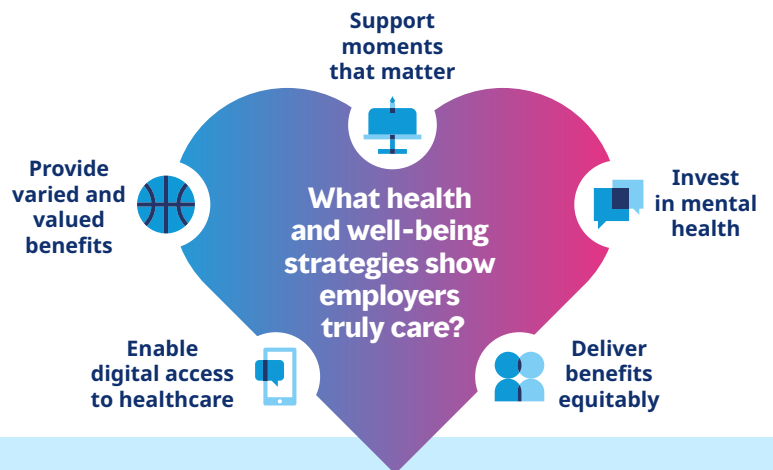 Support
moments
that matter
Provide
varied and
valued
benefits
What health
and well-being
strategies show
employers
truly care?
Invest
in mental
health
Enable
digital access
to healthcare
Deliver
benefits
equitably